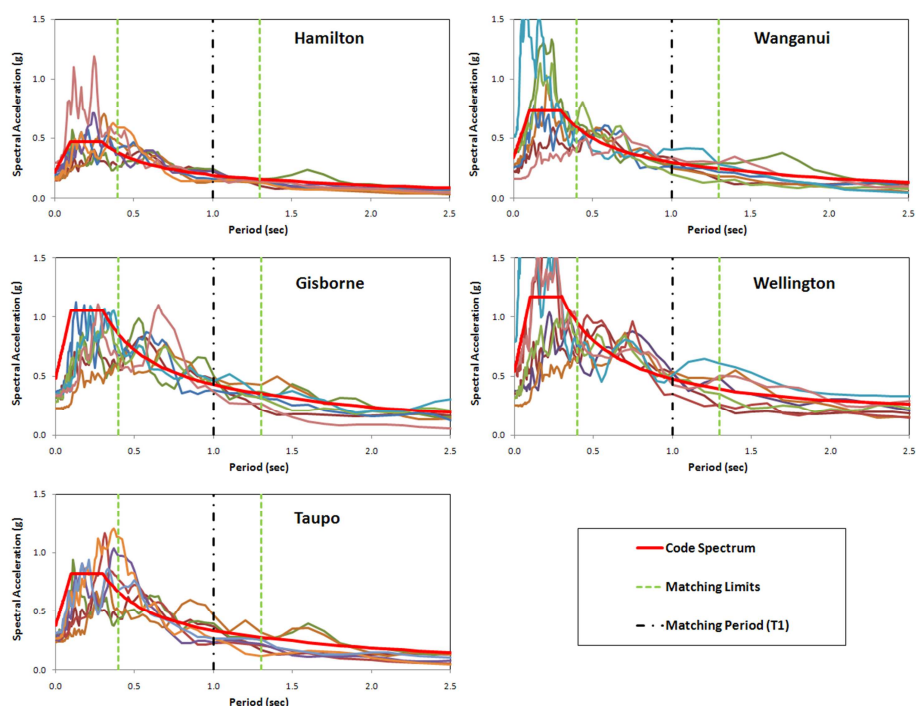 Hamilton
Spectral Acceleration (g)
1.5
1.0
0.5
0.0
0.0 0.5 1.0 1.5 2.0 2.5
Period (sec)
Wanganui
Spectral Acceleration (g)
1.5
1.0
0.5
0.0
0.0 0.5 1.0 1.5 2.0 2.5
Period (sec)
Gisborne
Spectral Acceleration (g)
1.5
1.0
0.5
0.0
0.0 0.5 1.0 1.5 2.0 2.5
Period (sec)
Wellington
Spectral Acceleration (g)
1.5
1.0
0.5
0.0
0.0 0.5 1.0 1.5 2.0 2.5
Period (sec)
Taupo
Spectral Acceleration (g)
1.5
1.0
0.5
0.0
0.0 0.5 1.0 1.5 2.0 2.5
Period (sec)
Code Spectrum
Matching Limits
Matching Period (T1)